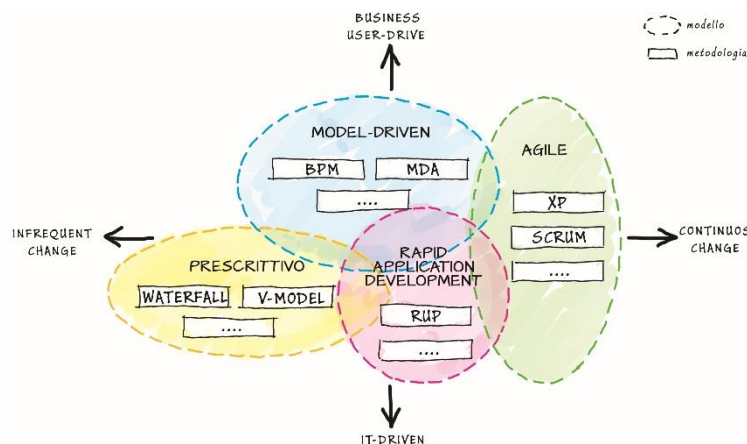 BUSINESS
USER-DRIVE
modello
metodologia
MODEL-DRIVEN
BPM
MDA
....
AGILE
XP
SCRUM
....
INFREQUENT
CHANGE
CONTINUOS
CHANGE
PRESCRITTIVO
WATERFALL
V-MODEL
....
RAPID
APPLICATION
DEVELOPMENT
RUP
....
IT-DRIVEN